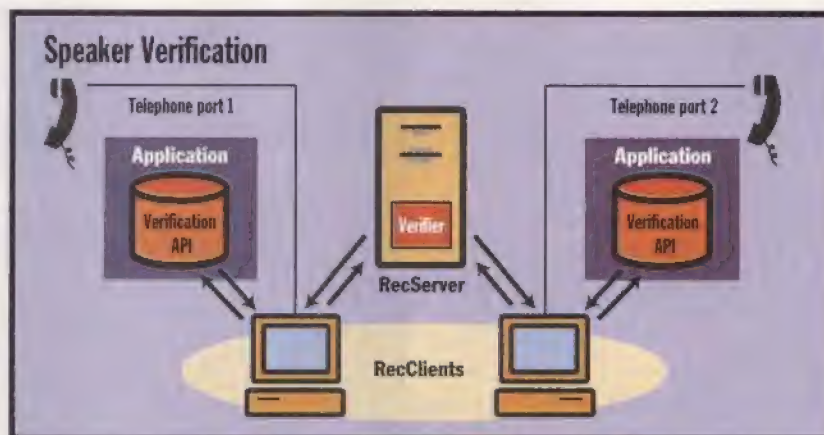 Speaker Verification
Telephone port 1
Telephone port 2
Application
Application
Verification
API
Verifier
Verification
API
RecServer
RecClients